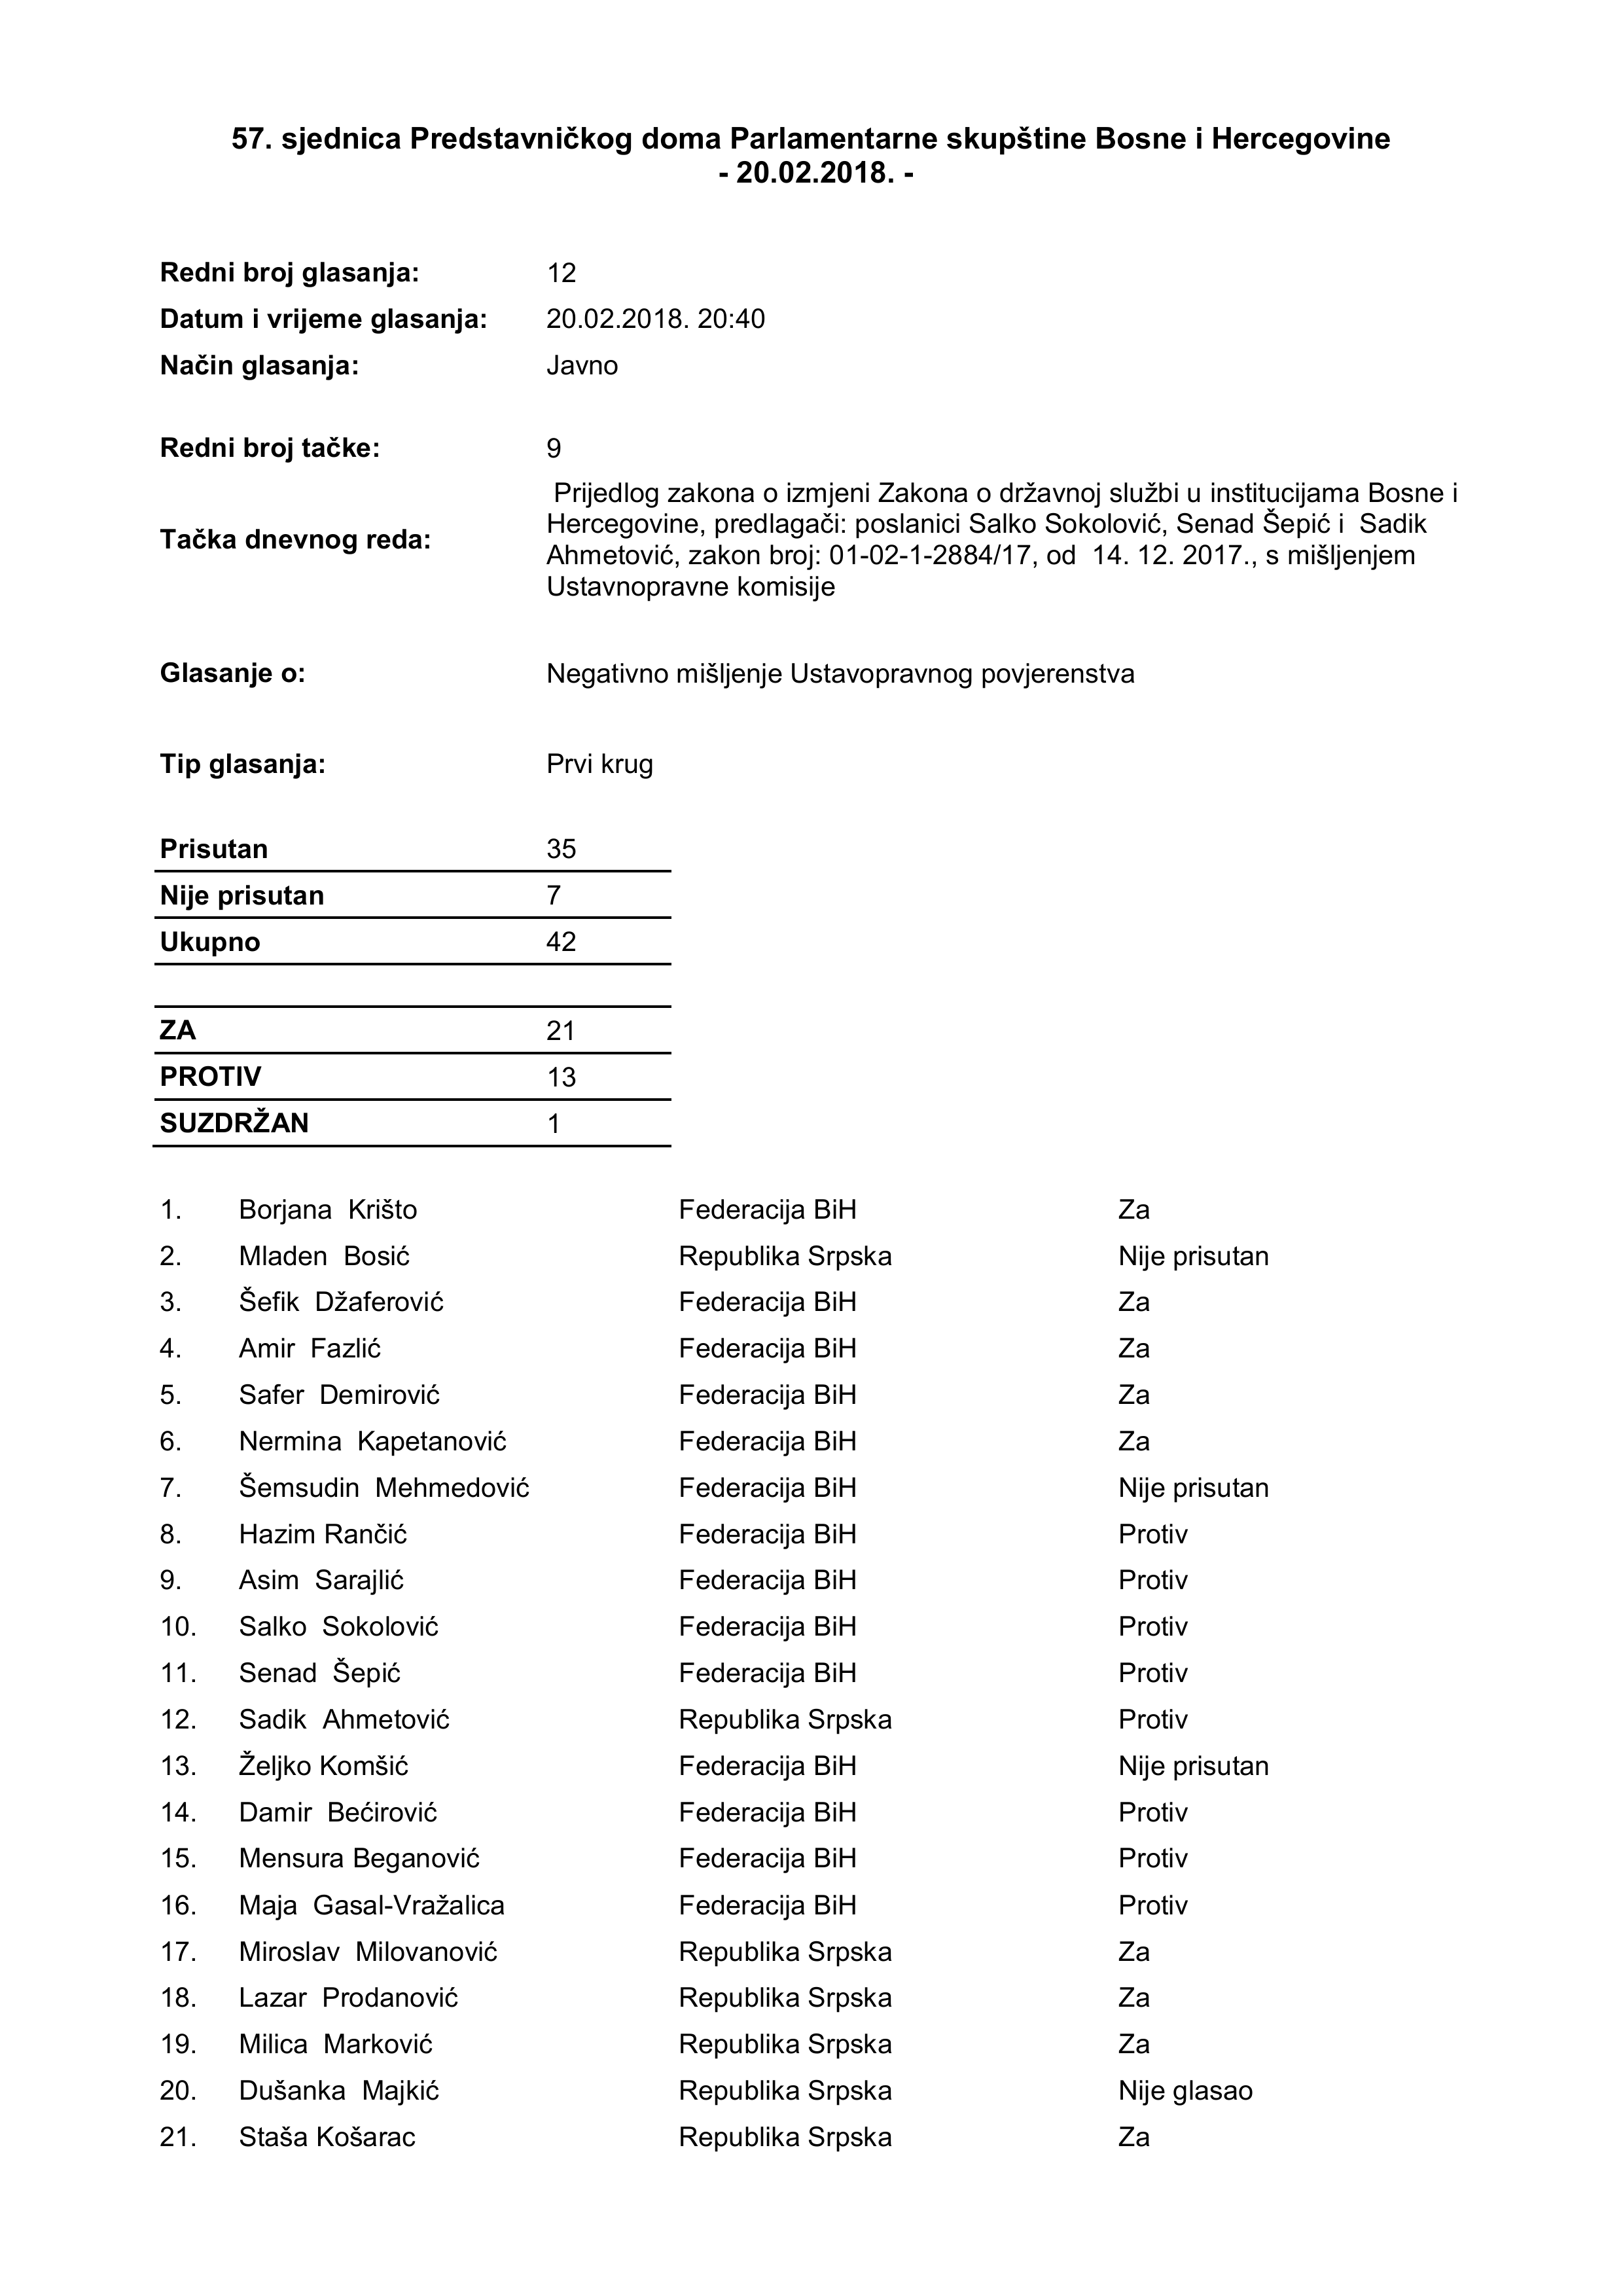 57. sjednica Predstavničkog doma Parlamentarne skupštine Bosne i Hercegovine
- 20.02.2018. -
Redni broj glasanja: 12
Datum i vrijeme glasanja: 20.02.2018. 20:40
Način glasanja: Javno
Redni broj tačke: 9
Tačka dnevnog reda: Prijedlog zakona o izmjeni Zakona o državnoj službi u institucijama Bosne i
Hercegovine, predlagači: poslanici Salko Sokolović, Senad Šepić i Sadik
Ahmetović, zakon broj: 01-02-1-2884/17, od 14. 12. 2017., s mišljenjem
Ustavnopravne komisije
Glasanje o: Negativno mišljenje Ustavopravnog povjerenstva
Tip glasanja: Prvi krug
Prisutan 35
Nije prisutan 7
Ukupno 42
ZA 21
PROTIV 13
SUZDRŽAN 1
1. Borjana Krišto Federacija BiH Za
2. Mladen Bosić Republika Srpska Nije prisutan
3. Šefik Džaferović Federacija BiH Za
4. Amir Fazlić Federacija BiH Za
5. Safer Demirović Federacija BiH Za
6. Nermina Kapetanović Federacija BiH Za
7. Šemsudin Mehmedović Federacija BiH Nije prisutan
8. Hazim Rančić Federacija BiH Protiv
9. Asim Sarajlić Federacija BiH Protiv
10. Salko Sokolović Federacija BiH Protiv
11. Senad Šepić Federacija BiH Protiv
12. Sadik Ahmetović Republika Srpska Protiv
13. Željko Komšić Federacija BiH Nije prisutan
14. Damir Bećirović Federacija BiH Protiv
15. Mensura Beganović Federacija BiH Protiv
16. Maja Gasal-Vražalica Federacija BiH Protiv
17. Miroslav Milovanović Republika Srpska Za
18. Lazar Prodanović Republika Srpska Za
19. Milica Marković Republika Srpska Za
20. Dušanka Majkić Republika Srpska Nije glasao
21. Staša Košarac Republika Srpska Za